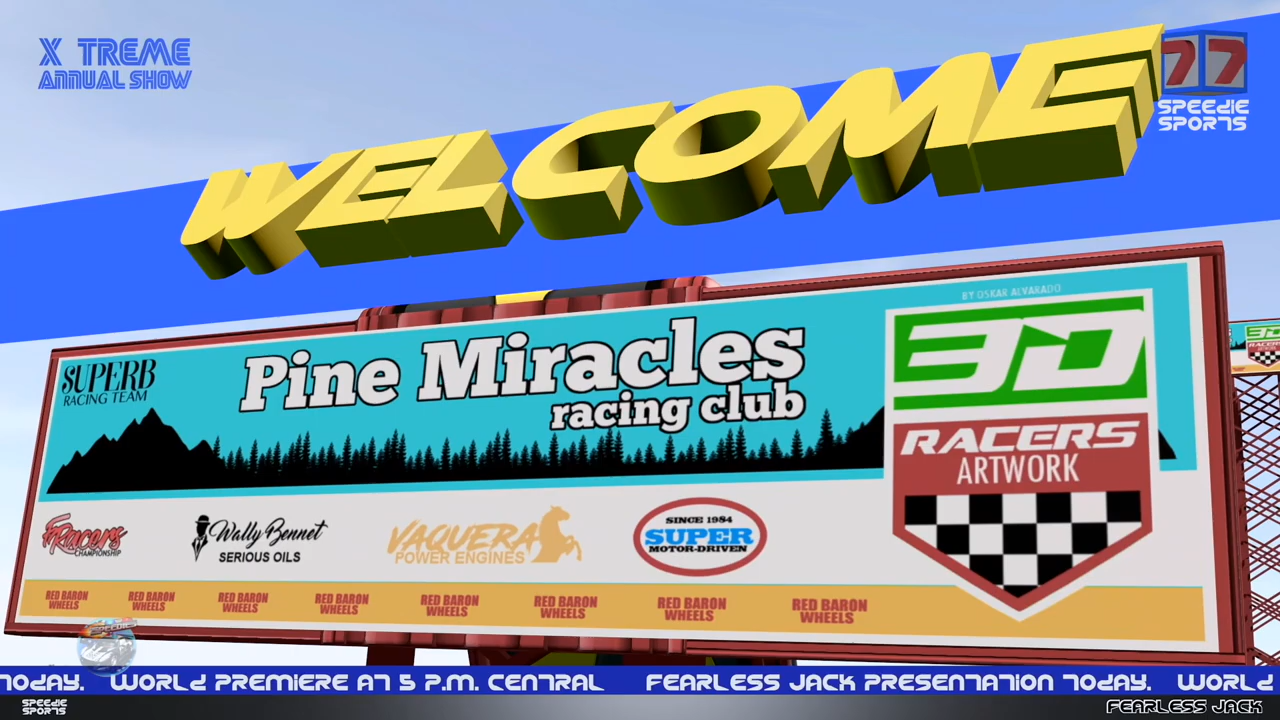 X TREME
ANNUAL SHOW
WELCOME
77
SPEEDIE
SPORTS
BY OSKAR ALVARADO
SUPERB
RACING TEAM
Pine Miracles
racing club
3D
RACERS
ARTWORK
3D
RACERS
FRacers
CHAMPIONSHIP
Wally Bennet
SERIOUS OILS
VAQUERA
POWER ENGINES
SINCE 1984
SUPER
MOTOR-DRIVEN
RED BARON
WHEELS
RED BARON
WHEELS
RED BARON
WHEELS
RED BARON
WHEELS
RED BARON
WHEELS
RED BARON
WHEELS
RED BARON
WHEELS
RED BARON
WHEELS
TODAY. WORLD PREMIERE AT 5 P.M. CENTRAL FEARLESS JACK PRESENTATION TODAY. WORLD
SPEEDIE
SPORTS
FEARLESS JACK